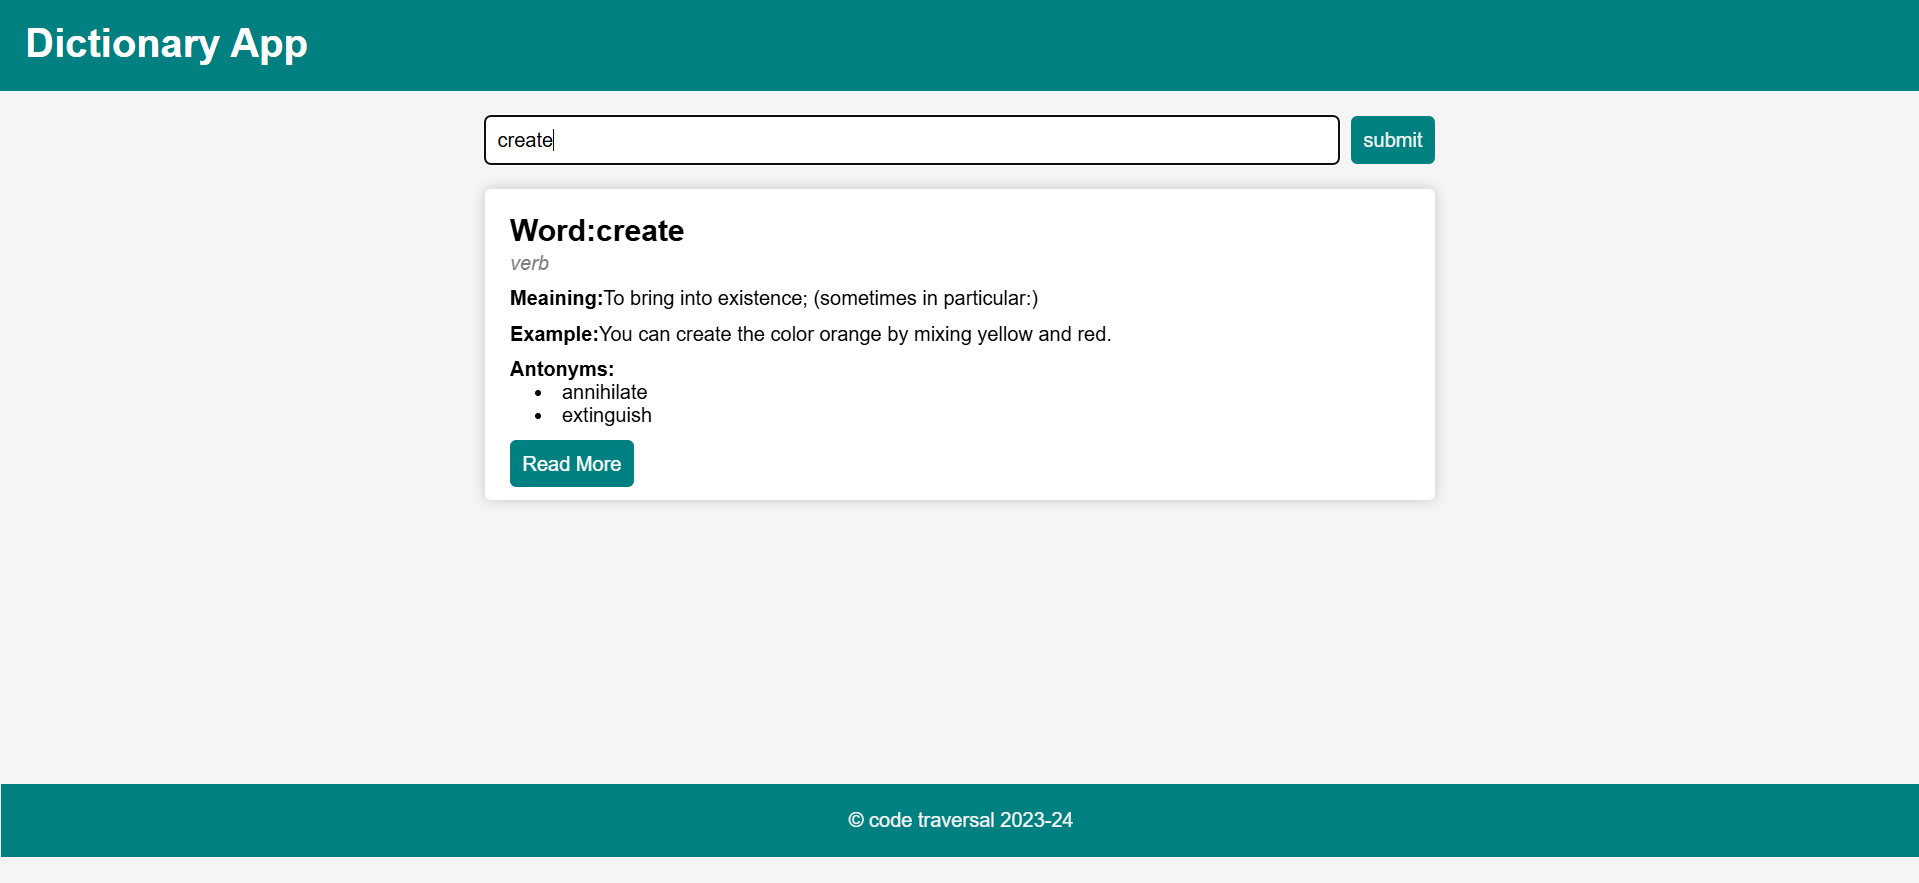 Dictionary App
create
submit
Word:create
verb
Meaining:To bring into existence; (sometimes in particular:)
Example:You can create the color orange by mixing yellow and red.
Antonyms:
• annihilate
• extinguish
Read More
© code traversal 2023-24